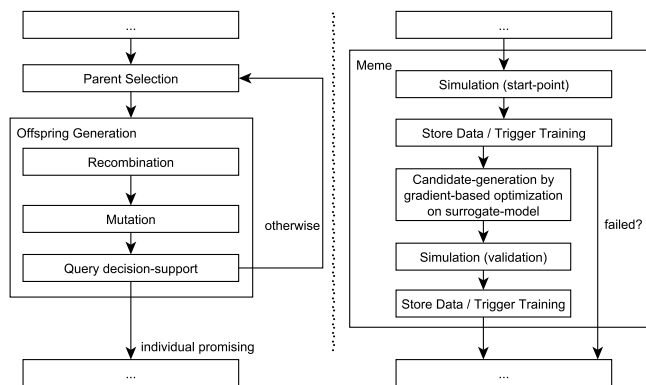 ...
Parent Selection
Offspring Generation
Recombination
Mutation
otherwise
Query decision-support
individual promising
...
...
Meme
Simulation (start-point)
Store Data / Trigger Training
Candidate-generation by
gradient-based optimization
on surrogate-model
failed?
Simulation (validation)
Store Data / Trigger Training
...